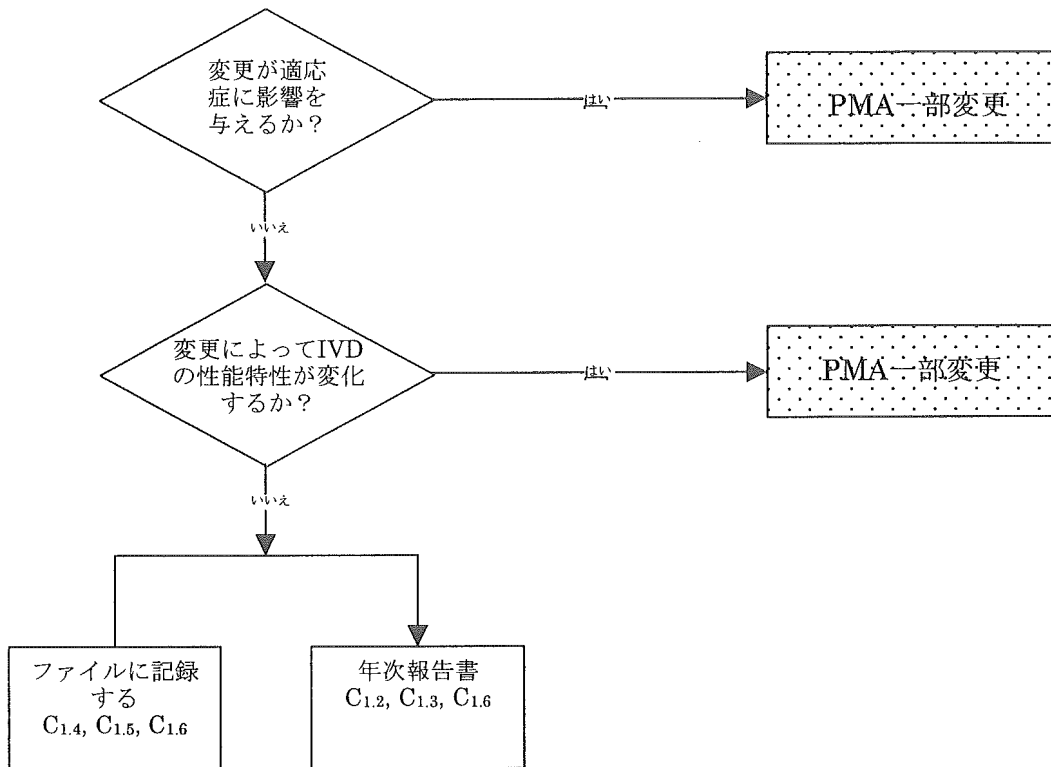 変更が適応
症に影響を
与えるか？
はい
PMA一部変更
いいえ
変更によってIVD
の性能特性が変化
するか？
はい
PMA一部変更
いいえ
ファイルに記録
する
C1.4, C1.5, C1.6
年次報告書
C1.2, C1.3, C1.6